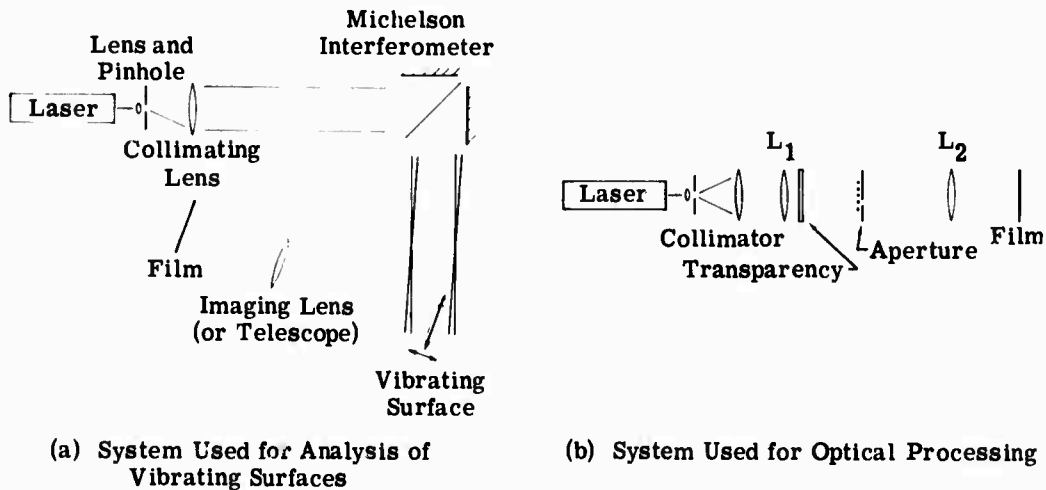 Michelson
Interferometer
Lens and
Pinhole
Laser
Collimating
Lens
Film
Imaging Lens
(or Telescope)
Vibrating
Surface
(a) System Used for Analysis of
Vibrating Surfaces
L1
L2
Laser
Collimator
Transparency
Aperture
Film
(b) System Used for Optical Processing